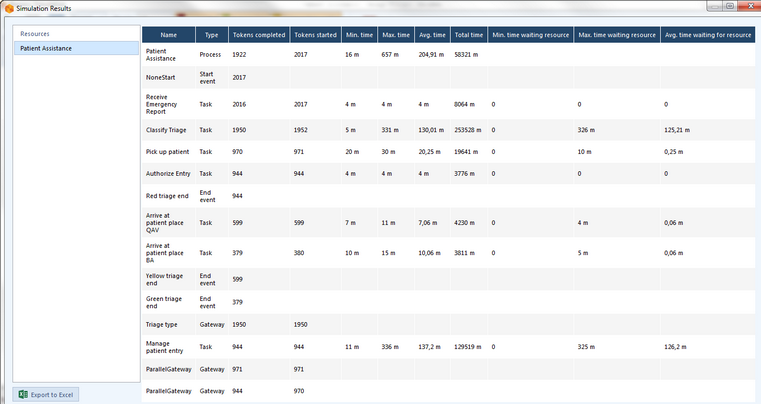 Simulation Results
Resources
Patient Assistance
Name Type Tokens completed Tokens started Min. time Max. time Avg. time Total time Min. time waiting resource Max. time waiting resource Avg. time waiting for resource
Patient Assistance Process 1922 2017 16 m 657 m 204,91 m 58321 m
NoneStart Start event 2017
Receive Emergency Report Task 2016 2017 4 m 4 m 4 m 8064 m 0 0 0
Classify Triage Task 1950 1952 5 m 331 m 130,01 m 253528 m 0 326 m 125,21 m
Pick up patient Task 970 971 20 m 30 m 20,25 m 19641 m 0 10 m 0,25 m
Authorize Entry Task 944 944 4 m 4 m 4 m 3776 m 0 0 0
Red triage end End event 944
Arrive at patient place QAV Task 599 599 7 m 11 m 7,06 m 4230 m 0 4 m 0,06 m
Arrive at patient place BA Task 379 380 10 m 15 m 10,06 m 3811 m 0 5 m 0,06 m
Yellow triage end End event 599
Green triage end End event 379
Triage type Gateway 1950 1950
Manage patient entry Task 944 944 11 m 336 m 137,2 m 129519 m 0 325 m 126,2 m
ParallelGateway Gateway 971 971
ParallelGateway Gateway 944 970
Export to Excel